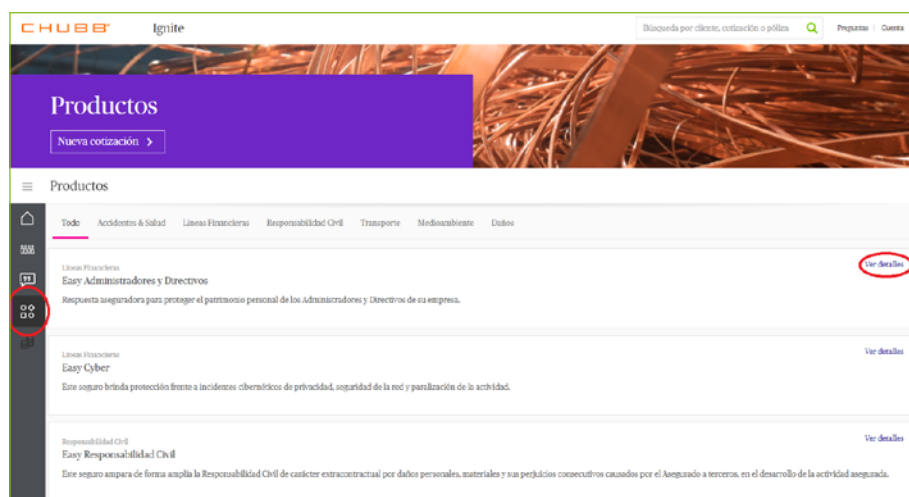 CHUBB
Ignite
Búsqueda por cliente, cotización o póliza
Preguntas
Cuenta
Productos
Nueva cotización
Productos
Todo
Accidentes & Salud
Líneas Financieras
Responsabilidad Civil
Transporte
Medioambiente
Daños
Líneas Financieras
Ver detalles
Easy Administradores y Directivos
Respuesta aseguradora para proteger el patrimonio personal de los Administradores y Directivos de su empresa.
Líneas Financieras
Ver detalles
Easy Cyber
Este seguro brinda protección frente a incidentes cibernéticos de privacidad, seguridad de la red y paralización de la actividad.
Responsabilidad Civil
Ver detalles
Easy Responsabilidad Civil
Este seguro ampara de forma amplia la Responsabilidad Civil de carácter extracontractual por daños personales, materiales y sus perjuicios consecutivos causados por el Asegurado a terceros, en el desarrollo de la actividad asegurada.